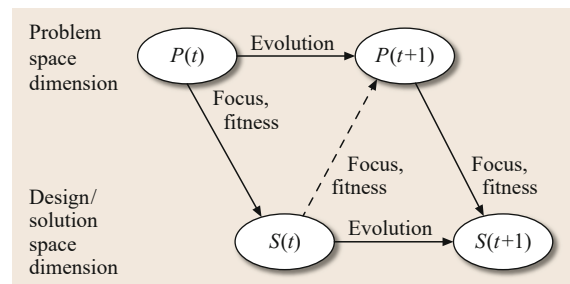 Problem
space
dimension
P(t)
Evolution
P(t+1)
Focus,
fitness
Focus,
fitness
Focus,
fitness
Design/
solution
space
dimension
S(t)
Evolution
S(t+1)